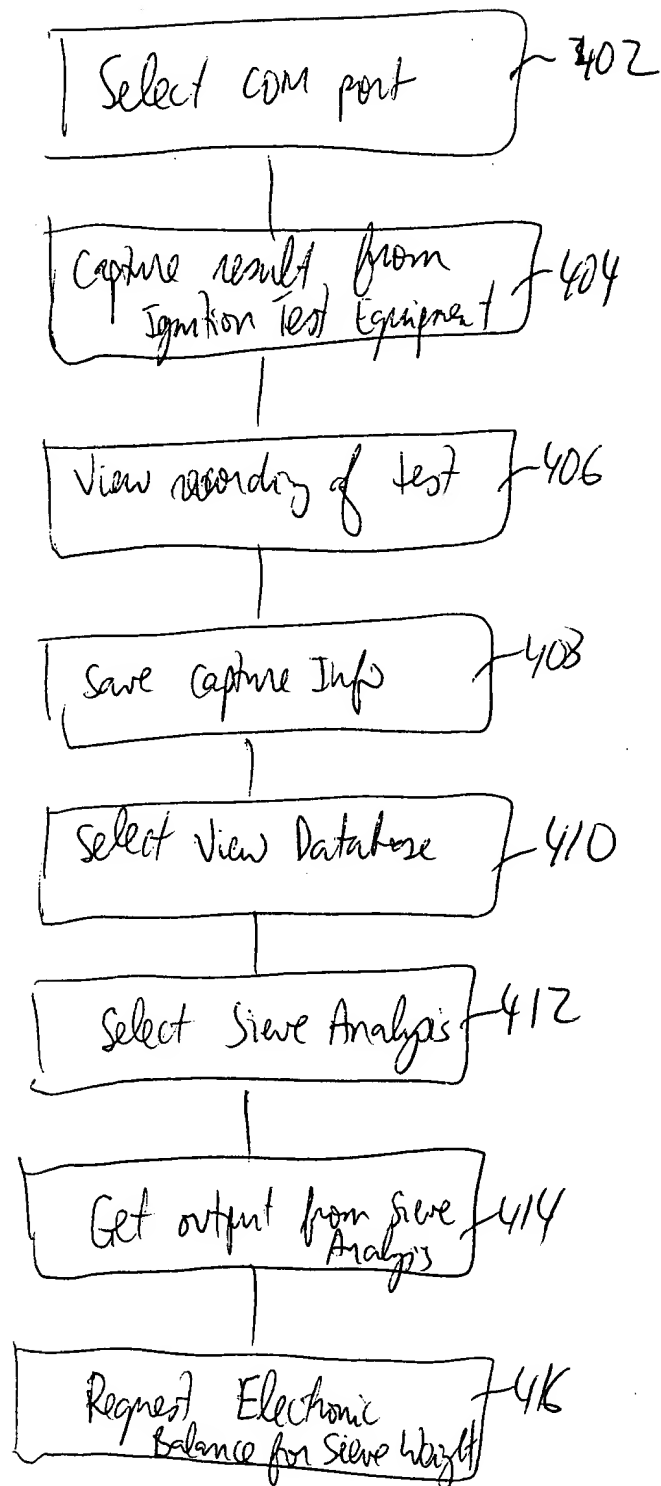 Select COM port
402
Capture result from
Ignition Test Equipment
404
View recording of test
406
Save Capture Info
408
Select View Database
410
Select Sieve Analysis
412
Get output from Sieve
Analysis
414
Request Electronic
Balance for Sieve Weight
416